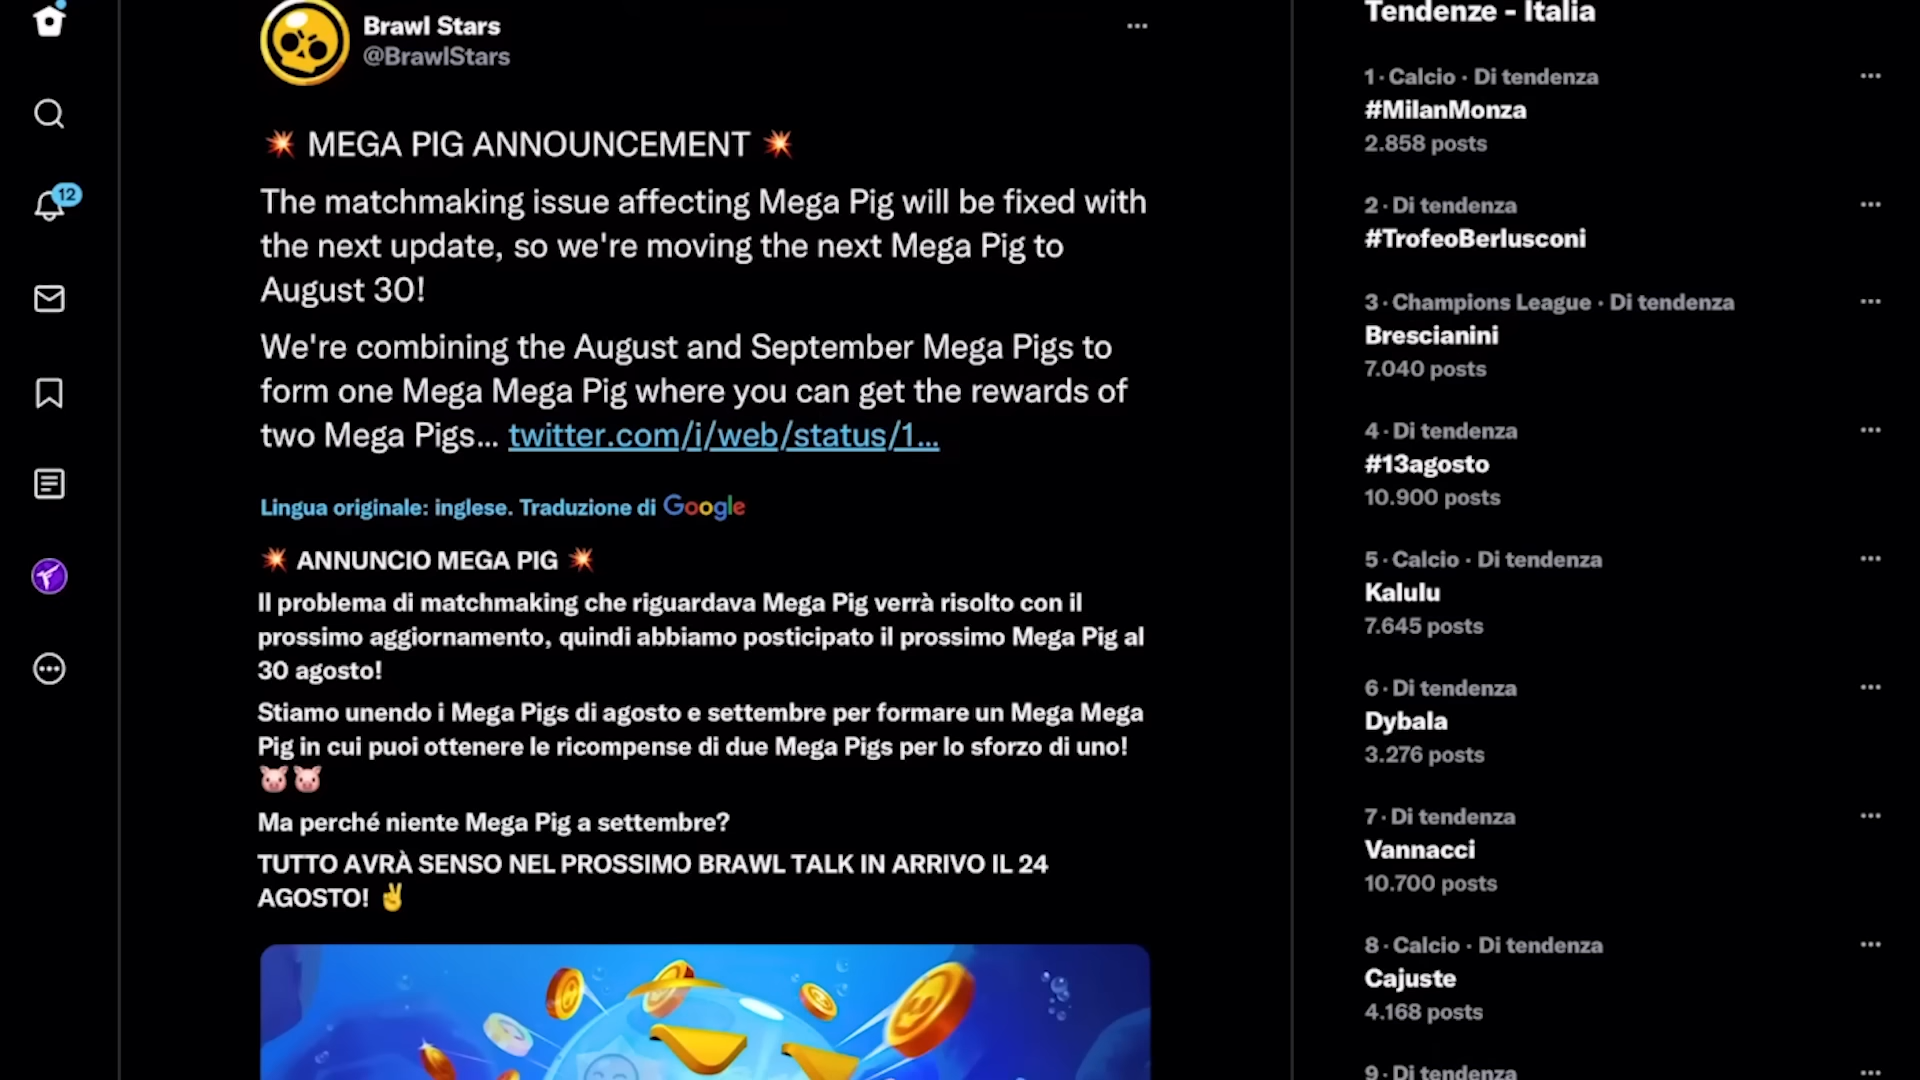 Brawl Stars
@BrawlStars
💥 MEGA PIG ANNOUNCEMENT 💥
The matchmaking issue affecting Mega Pig will be fixed with
the next update, so we're moving the next Mega Pig to
August 30!
We're combining the August and September Mega Pigs to
form one Mega Mega Pig where you can get the rewards of
two Mega Pigs... twitter.com/i/web/status/1...
Lingua originale: inglese. Traduzione di Google
💥 ANNUNCIO MEGA PIG 💥
Il problema di matchmaking che riguardava Mega Pig verrà risolto con il
prossimo aggiornamento, quindi abbiamo posticipato il prossimo Mega Pig al
30 agosto!
Stiamo unendo i Mega Pigs di agosto e settembre per formare un Mega Mega
Pig in cui puoi ottenere le ricompense di due Mega Pigs per lo sforzo di uno!
🐷🐷
Ma perché niente Mega Pig a settembre?
TUTTO AVRÀ SENSO NEL PROSSIMO BRAWL TALK IN ARRIVO IL 24
AGOSTO! ✌️
12
Tendenze - Italia
1 · Calcio · Di tendenza
#MilanMonza
2.858 posts
2 · Di tendenza
#TrofeoBerlusconi
3 · Champions League · Di tendenza
Brescianini
7.040 posts
4 · Di tendenza
#13agosto
10.900 posts
5 · Calcio · Di tendenza
Kalulu
7.645 posts
6 · Di tendenza
Dybala
3.276 posts
7 · Di tendenza
Vannacci
10.700 posts
8 · Calcio · Di tendenza
Cajuste
4.168 posts
9 · Di tendenza